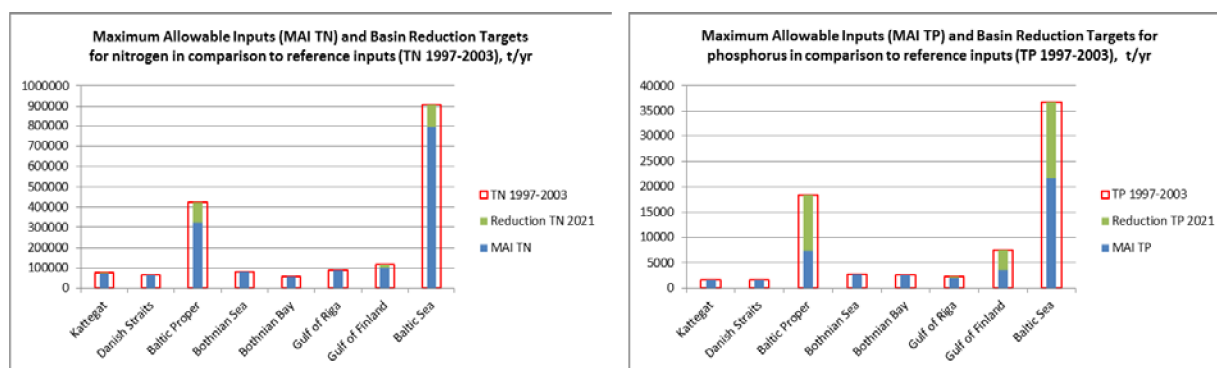 Maximum Allowable Inputs (MAI TN) and Basin Reduction Targets
for nitrogen in comparison to reference inputs (TN 1997-2003), t/yr
1000000
900000
800000
700000
600000
500000
400000
300000
200000
100000
0
Kattegat
Danish Straits
Baltic Proper
Bothnian Sea
Bothnian Bay
Gulf of Riga
Gulf of Finland
Baltic Sea
TN 1997-2003
Reduction TN 2021
MAI TN
Maximum Allowable Inputs (MAI TP) and Basin Reduction Targets for
phosphorus in comparison to reference inputs (TP 1997-2003), t/yr
40000
35000
30000
25000
20000
15000
10000
5000
0
Kattegat
Danish Straits
Baltic Proper
Bothnian Sea
Bothnian Bay
Gulf of Riga
Gulf of Finland
Baltic Sea
TP 1997-2003
Reduction TP 2021
MAI TP